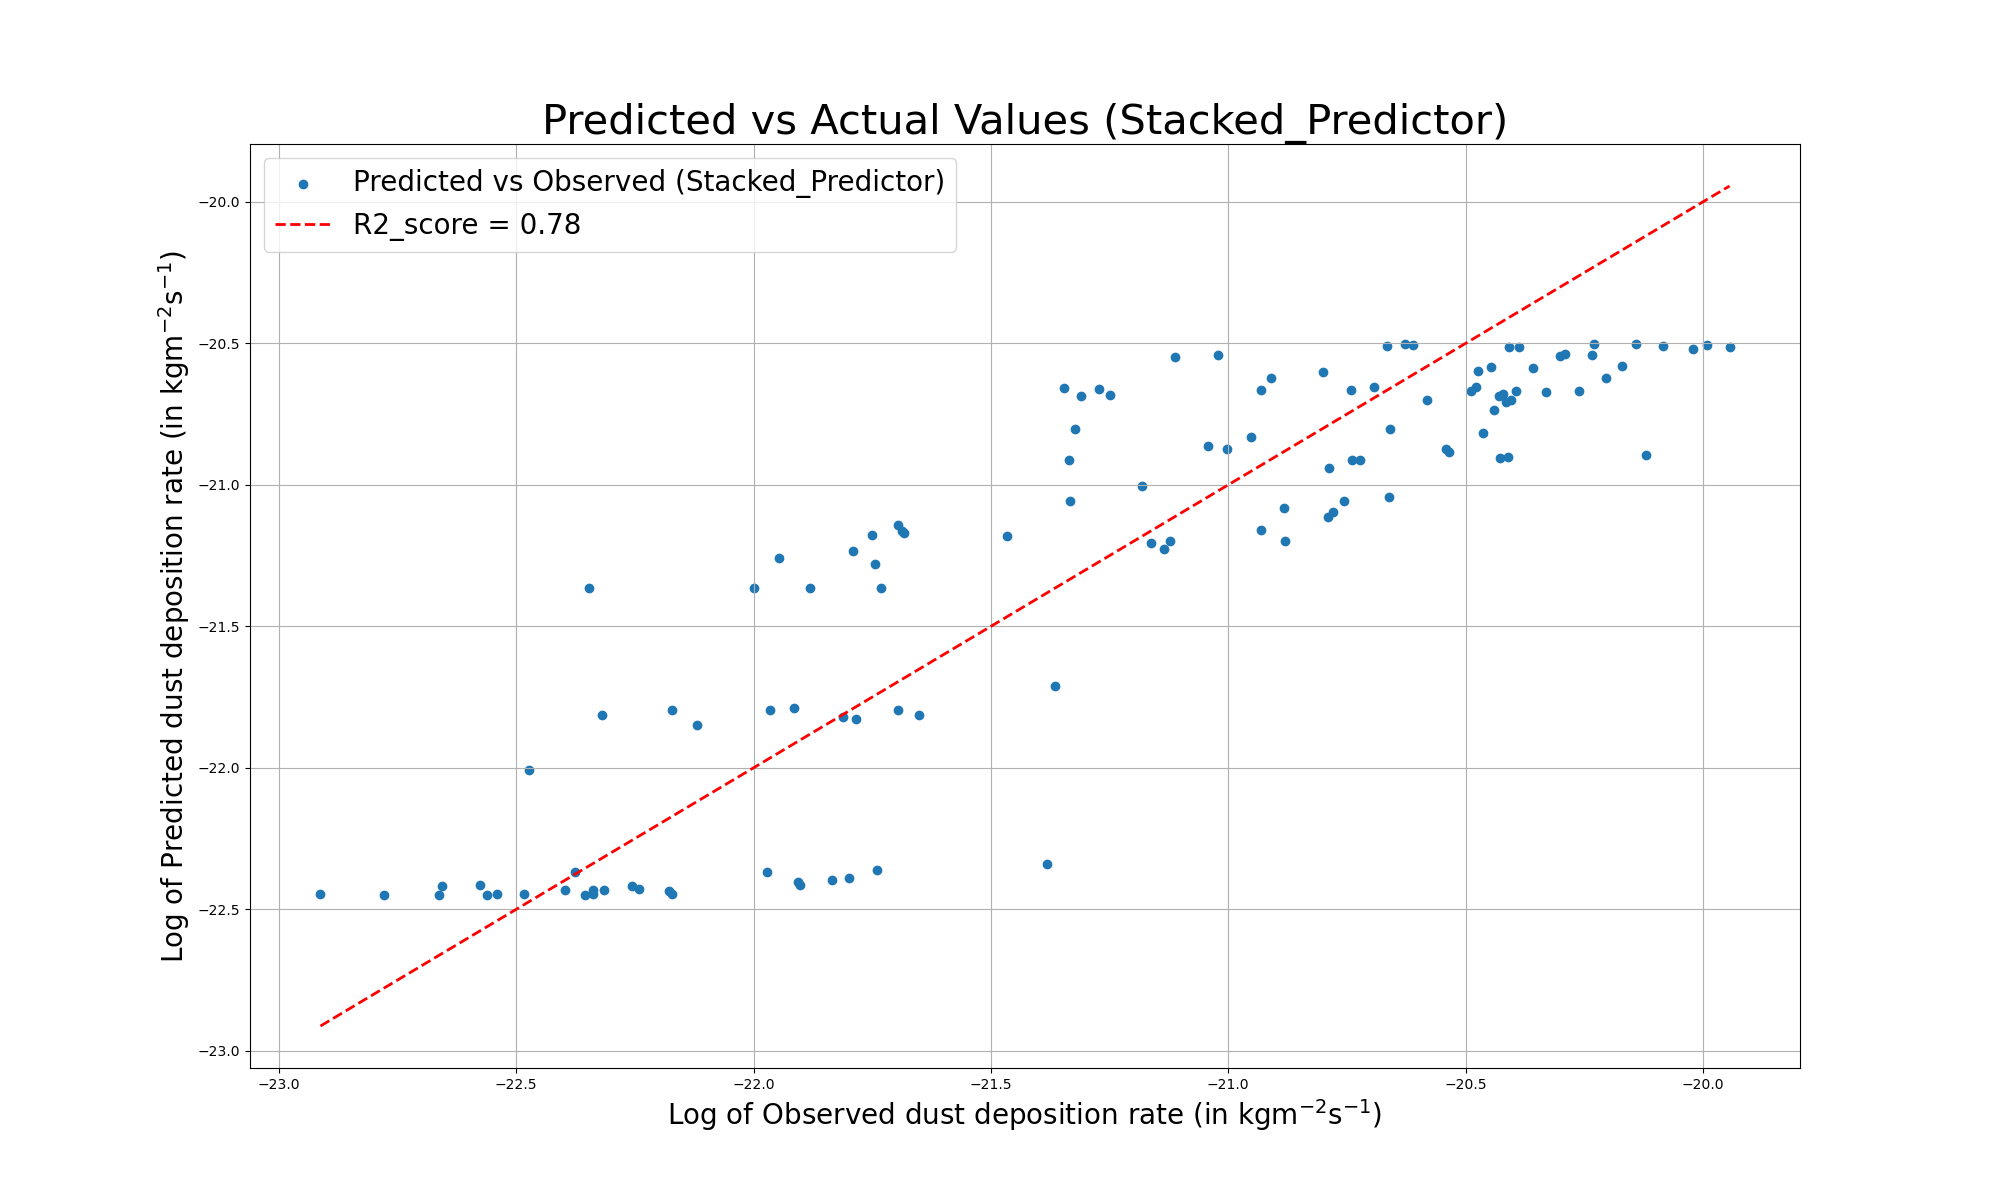 Predicted vs Actual Values (Stacked_Predictor)
Predicted vs Observed (Stacked_Predictor)
R2_score = 0.78
Log of Predicted dust deposition rate (in kgm⁻²s⁻¹)
−20.0
−20.5
−21.0
−21.5
−22.0
−22.5
−23.0
−23.0 −22.5 −22.0 −21.5 −21.0 −20.5 −20.0
Log of Observed dust deposition rate (in kgm⁻²s⁻¹)